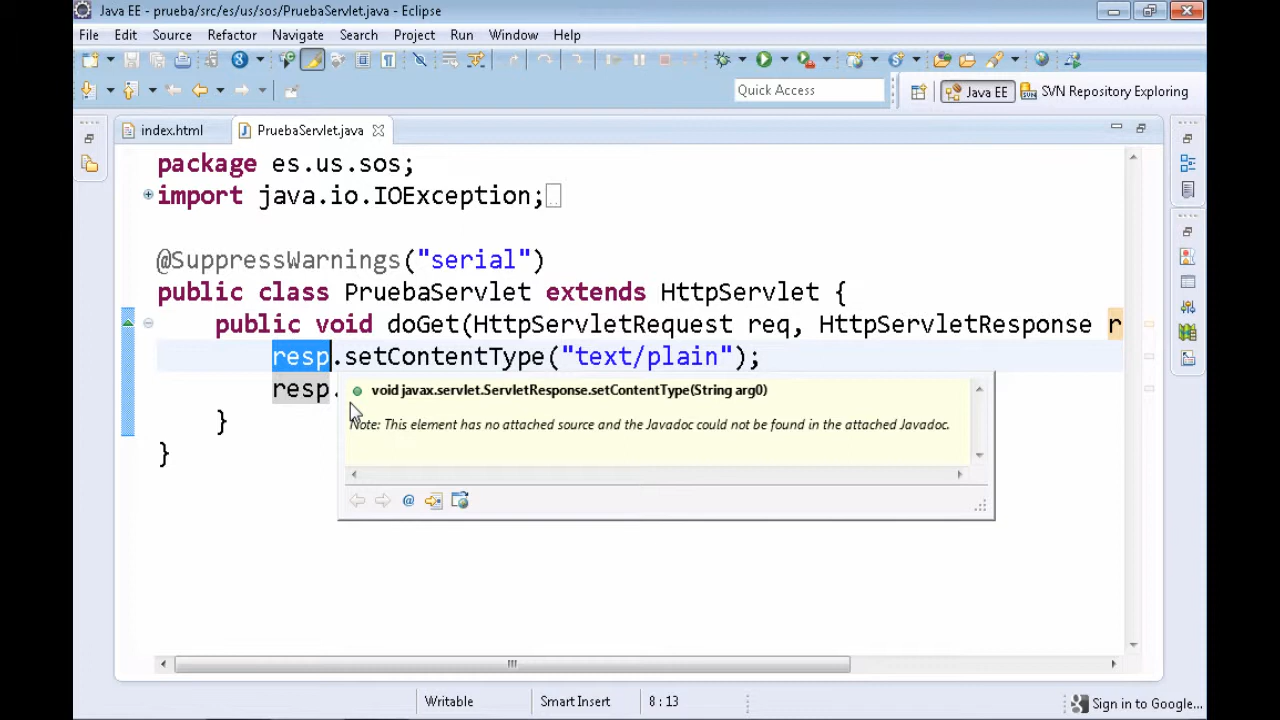 Java EE - prueba/src/es/us/sos/PruebaServlet.java - Eclipse
File Edit Source Refactor Navigate Search Project Run Window Help
Quick Access Java EE SVN Repository Exploring
index.html PruebaServlet.java
package es.us.sos;
import java.io.IOException;
@SuppressWarnings("serial")
public class PruebaServlet extends HttpServlet {
public void doGet(HttpServletRequest req, HttpServletResponse r
resp.setContentType("text/plain");
resp.
void javax.servlet.ServletResponse.setContentType(String arg0)
Note: This element has no attached source and the Javadoc could not be found in the attached Javadoc.
}
}
Writable Smart Insert 8 : 13 Sign in to Google...